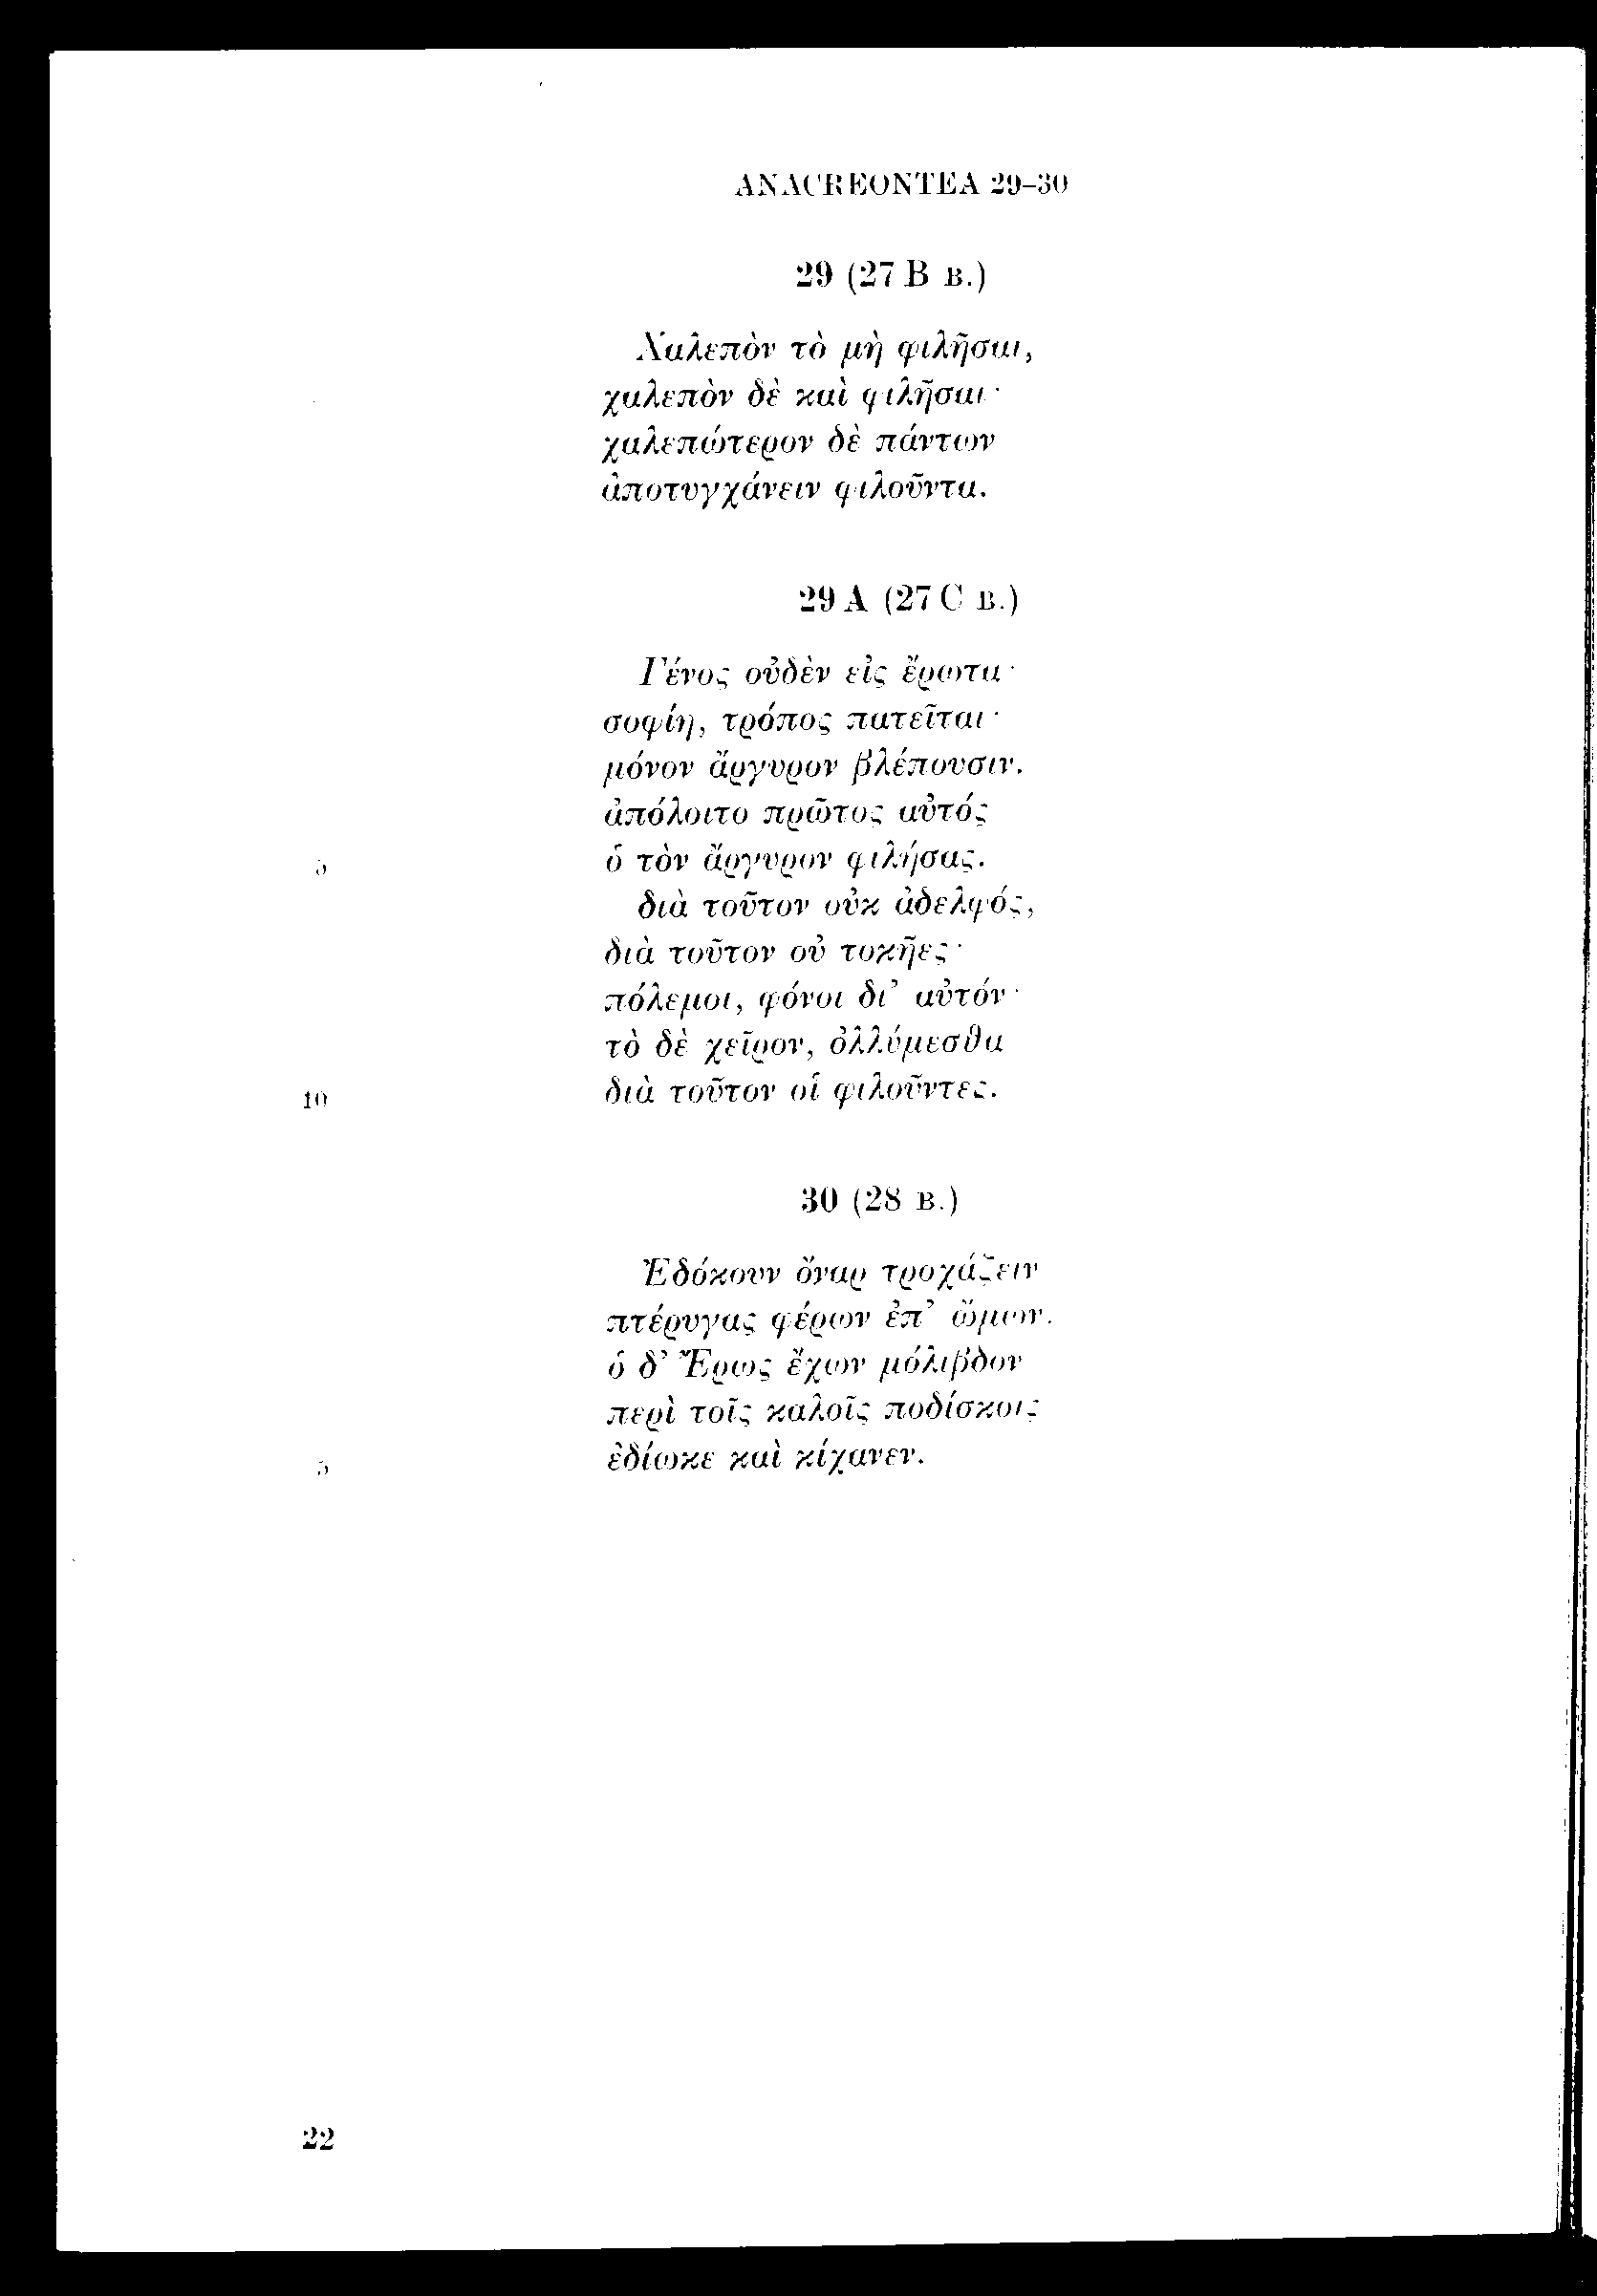 ANACREONTEA 29–30
29 (27 B B.)
Χαλεπὸν τὸ μὴ φιλῆσαι,
χαλεπὸν δὲ καὶ φιλῆσαι·
χαλεπώτερον δὲ πάντων
ἀποτυγχάνειν φιλοῦντα.
29 A (27 C B.)
Γένος οὐδὲν εἰς ἔρωτα·
σοφίη, τρόπος πατεῖται·
μόνον ἄργυρον βλέπουσιν.
ἀπόλοιτο πρῶτος αὐτός
5 ὁ τὸν ἄργυρον φιλήσας.
διὰ τοῦτον οὐκ ἀδελφός,
διὰ τοῦτον οὐ τοκῆες·
πόλεμοι, φόνοι δι’ αὐτόν·
τὸ δὲ χεῖρον, ὀλλύμεσθα
10 διὰ τοῦτον οἱ φιλοῦντες.
30 (28 B.)
Ἐδόκουν ὄναρ τροχάζειν
πτέρυγας φέρων ἐπ’ ὤμων.
ὁ δ’ Ἔρως ἔχων μόλιβδον
περὶ τοῖς καλοῖς ποδίσκοις
5 ἐδίωκε καὶ κίχανεν.
22